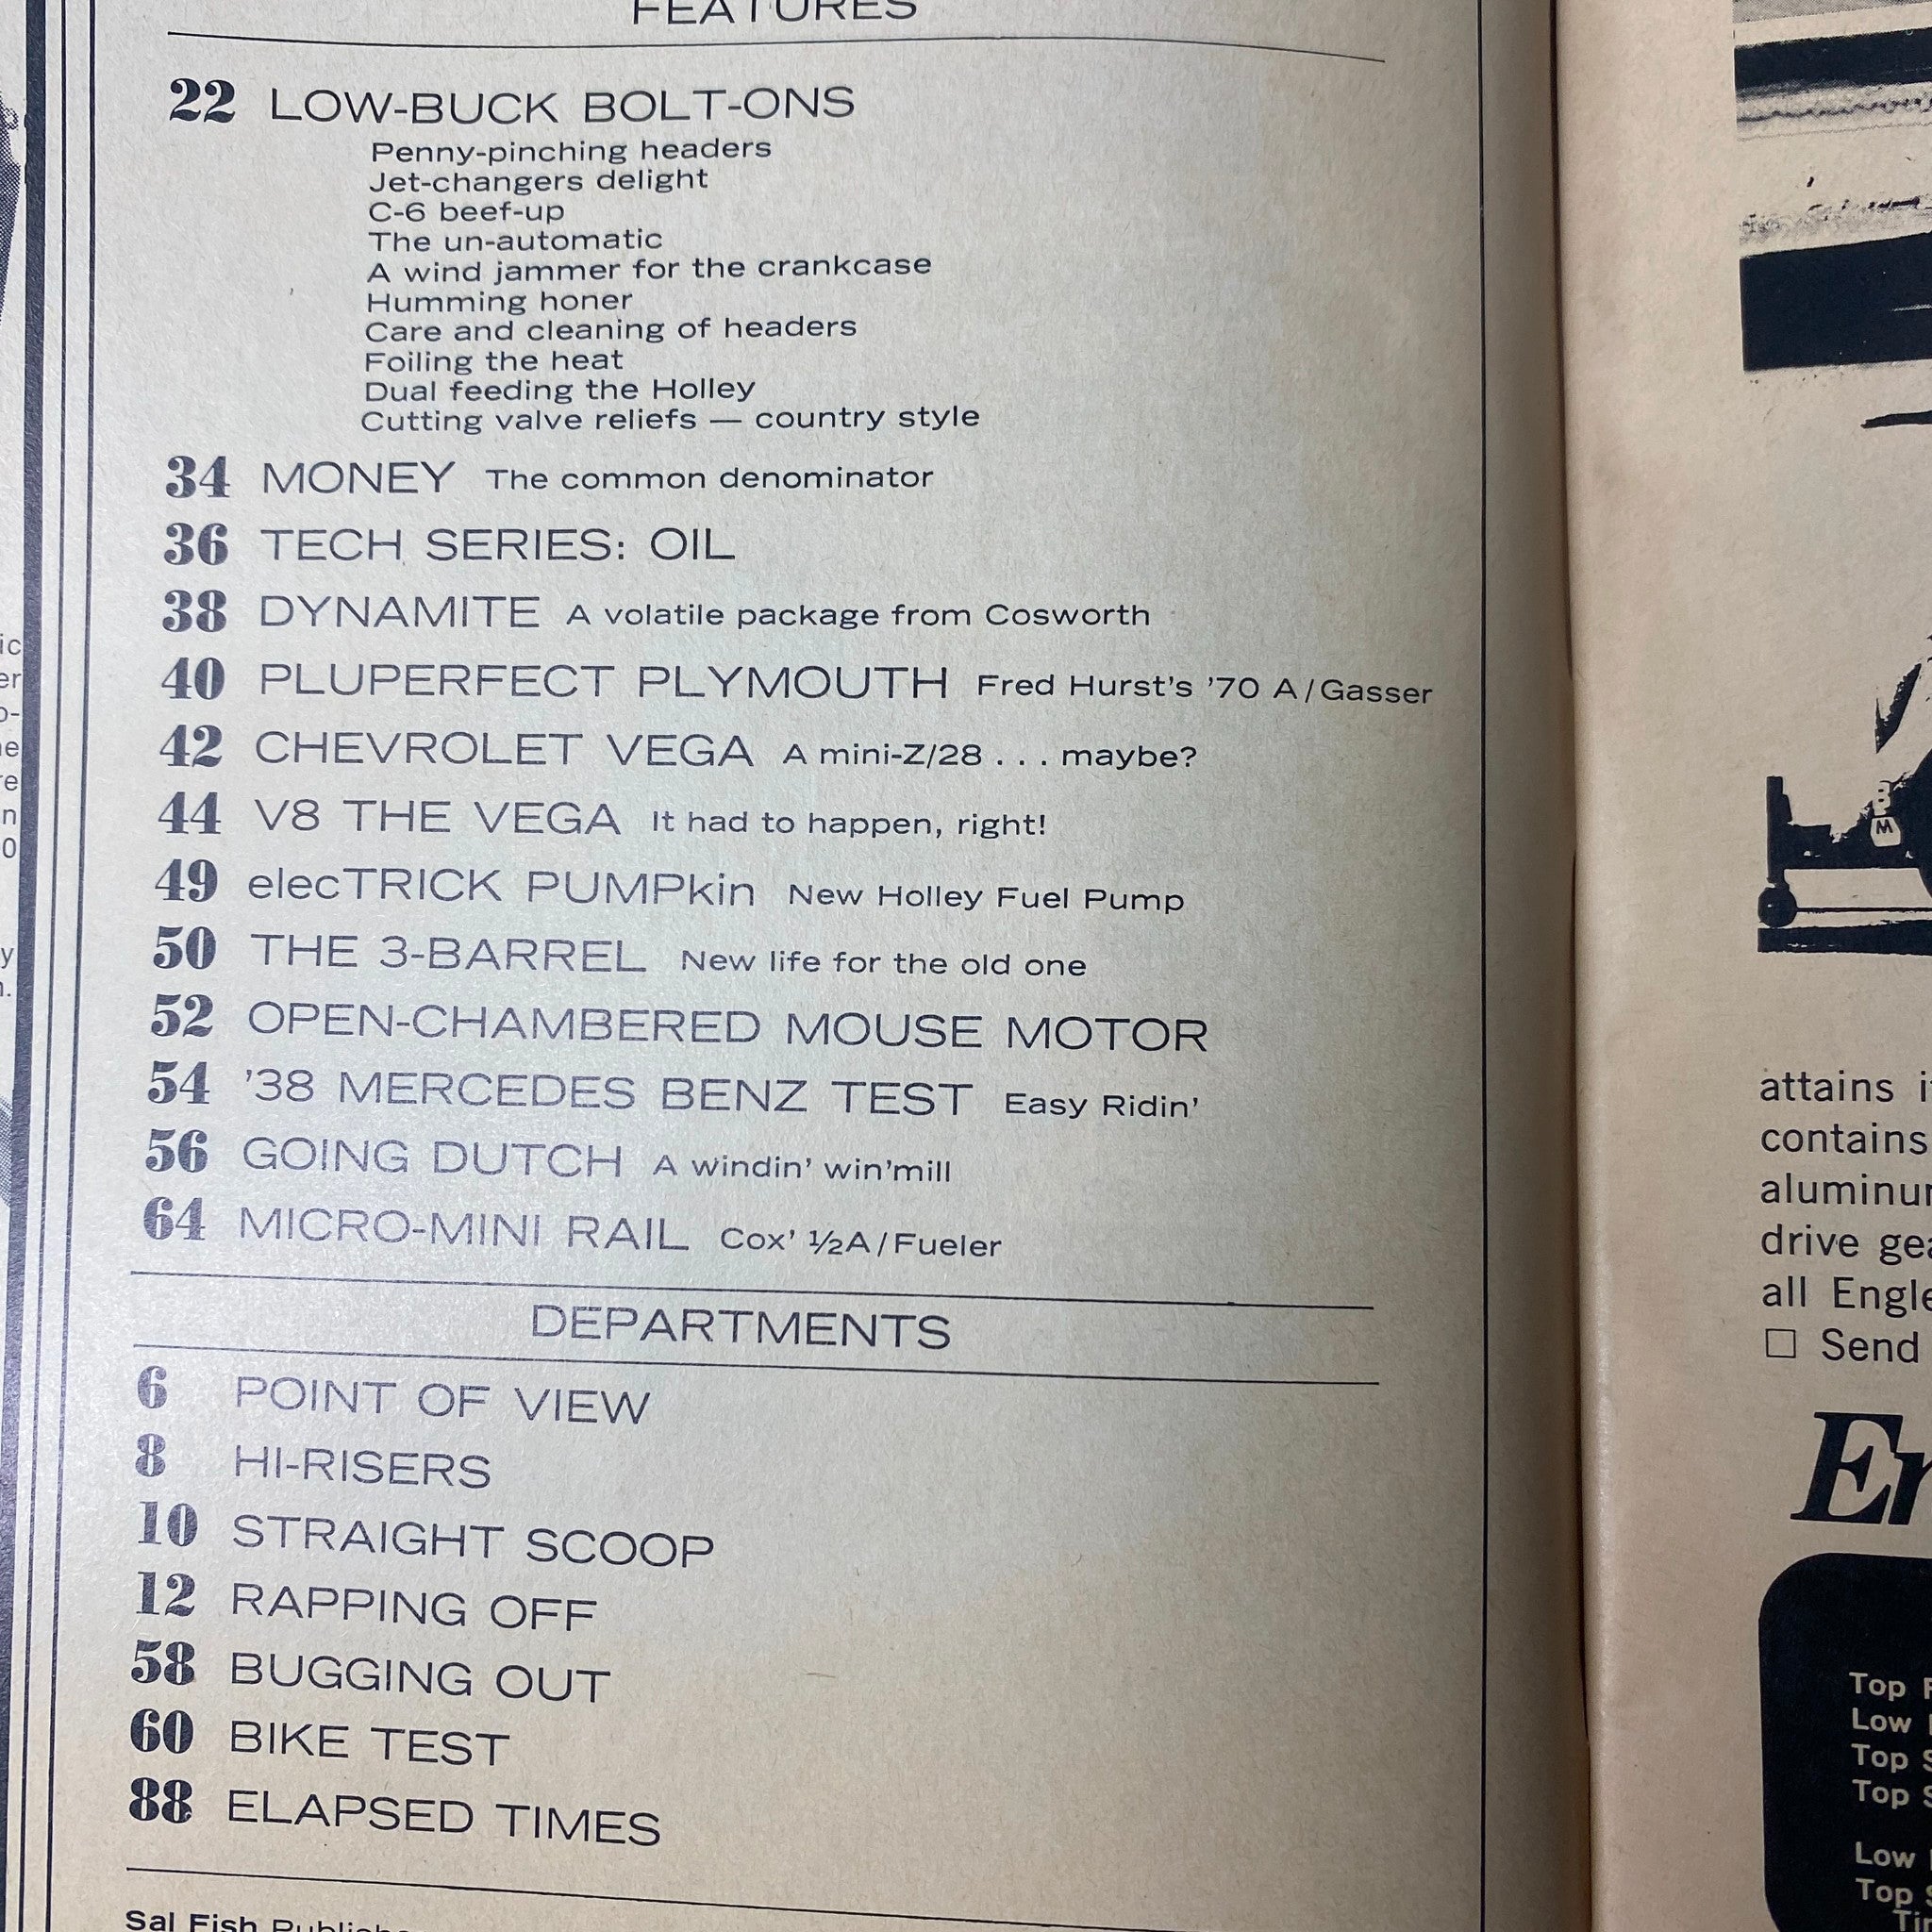 FEATURES
22 LOW-BUCK BOLT-ONS
Penny-pinching headers
Jet-changers delight
C-6 beef-up
The un-automatic
A wind jammer for the crankcase
Humming honer
Care and cleaning of headers
Foiling the heat
Dual feeding the Holley
Cutting valve reliefs — country style
34 MONEY The common denominator
36 TECH SERIES: OIL
38 DYNAMITE A volatile package from Cosworth
40 PLUPERFECT PLYMOUTH Fred Hurst's '70 A/Gasser
42 CHEVROLET VEGA A mini-Z/28 . . . maybe?
44 V8 THE VEGA It had to happen, right!
49 elecTRICK PUMPkin New Holley Fuel Pump
50 THE 3-BARREL New life for the old one
52 OPEN-CHAMBERED MOUSE MOTOR
54 '38 MERCEDES BENZ TEST Easy Ridin'
56 GOING DUTCH A windin' win'mill
64 MICRO-MINI RAIL Cox' ½A/Fueler
DEPARTMENTS
6 POINT OF VIEW
8 HI-RISERS
10 STRAIGHT SCOOP
12 RAPPING OFF
58 BUGGING OUT
60 BIKE TEST
88 ELAPSED TIMES
Sal Fish
attains
contains
drive
all
□ Send
Top
Low
Top
Top
Low
Top